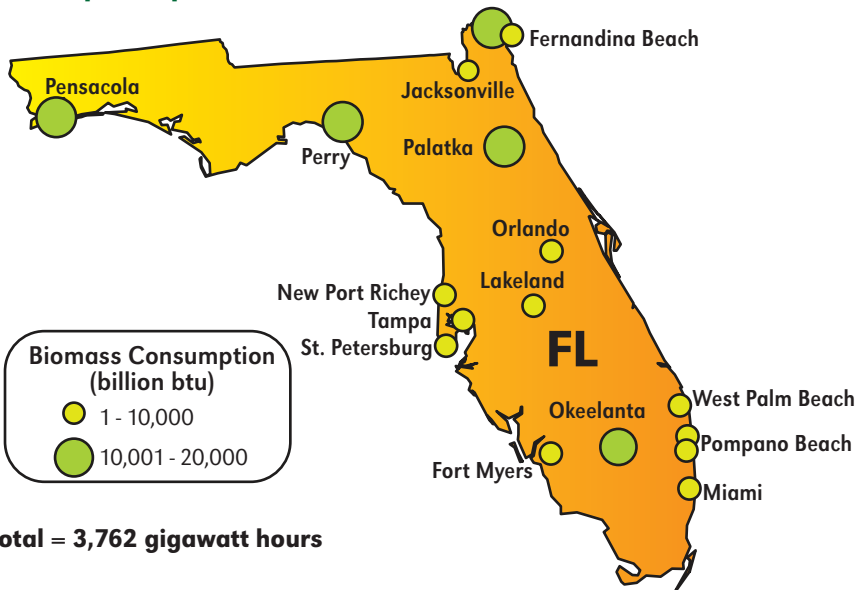 Fernandina Beach
Pensacola
Jacksonville
Perry
Palatka
Orlando
New Port Richey
Lakeland
Tampa
St. Petersburg
FL
Biomass Consumption
(billion btu)
1 - 10,000
10,001 - 20,000
West Palm Beach
Okeelanta
Pompano Beach
Fort Myers
Miami
otal = 3,762 gigawatt hours